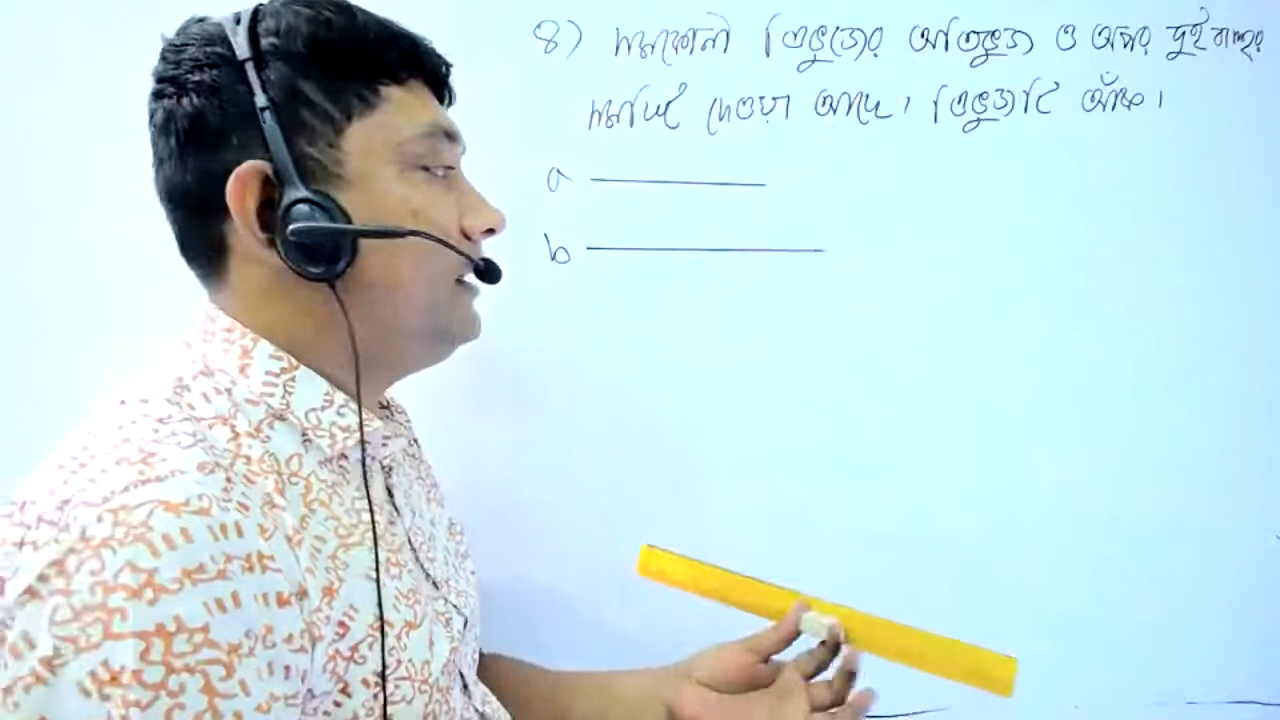 ৪) সমকোণী ত্রিভুজের অতিভুজ ও অপর দুই বাহুর
সমষ্টি দেওয়া আছে। ত্রিভুজটি আঁক।
a
b